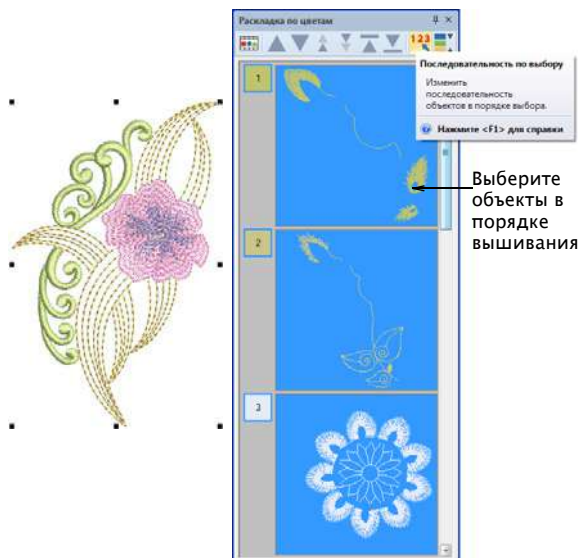 Раскладка по цветам
123
Последовательность по выбору
Изменить
последовательность
объектов в порядке выбора.
Нажмите <F1> для справки
1
Выберите
объекты в
порядке
вышивания
2
3